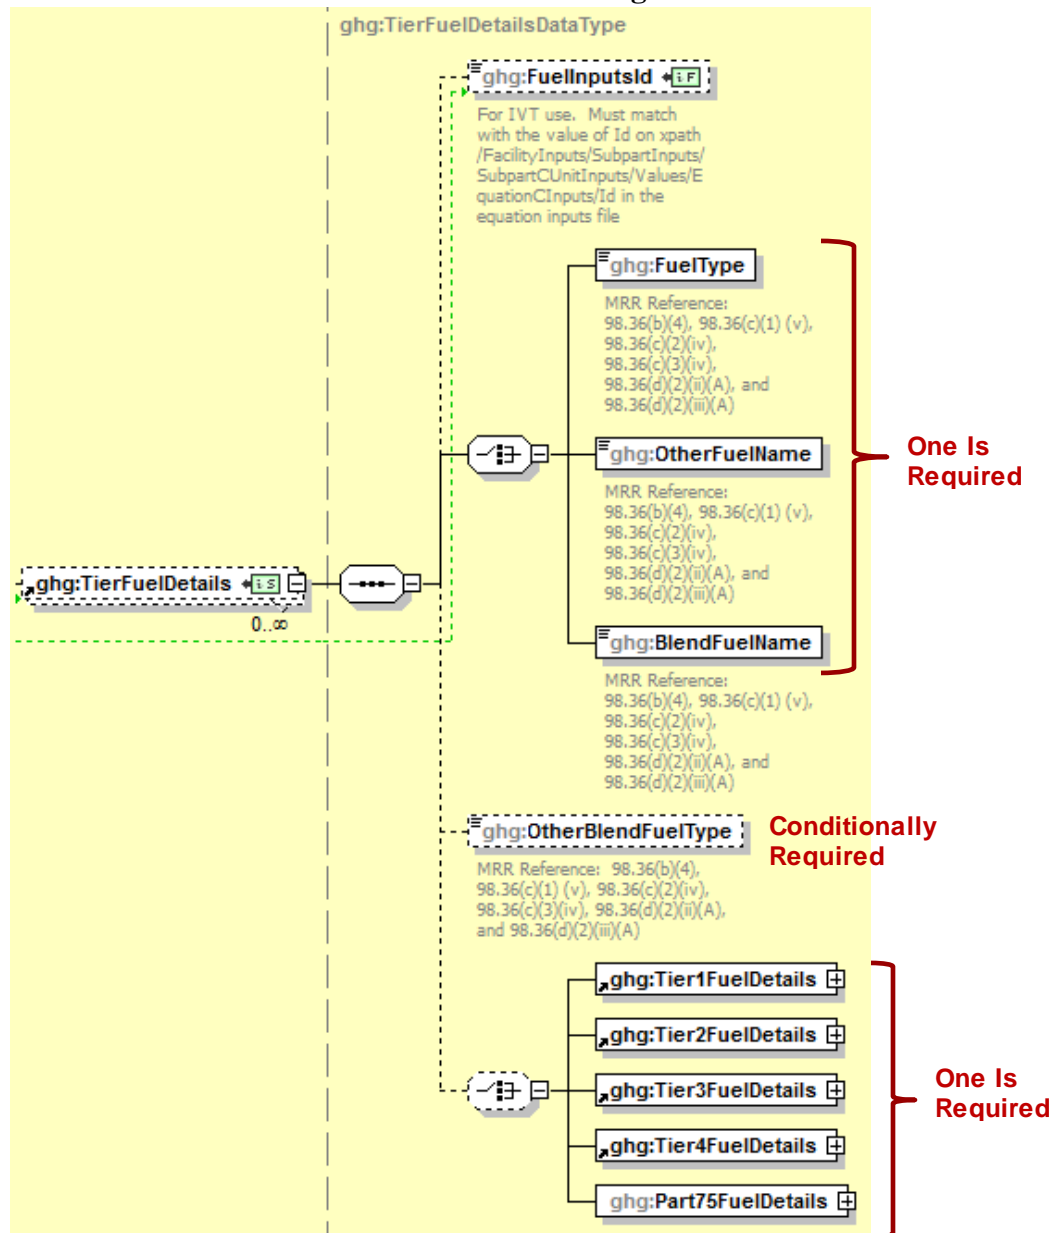 ghg:TierFuelDetailsDataType
ghg:FuelInputsId
iF
For IVT use. Must match
with the value of Id on xpath
/FacilityInputs/SubpartInputs/
SubpartCUnitInputs/Values/E
quationCInputs/Id in the
equation inputs file
ghg:FuelType
MRR Reference:
98.36(b)(4), 98.36(c)(1) (v),
98.36(c)(2)(iv),
98.36(c)(3)(iv),
98.36(d)(2)(ii)(A), and
98.36(d)(2)(iii)(A)
ghg:OtherFuelName
MRR Reference:
98.36(b)(4), 98.36(c)(1) (v),
98.36(c)(2)(iv),
98.36(c)(3)(iv),
98.36(d)(2)(ii)(A), and
98.36(d)(2)(iii)(A)
One Is
Required
ghg:TierFuelDetails
iS
0..∞
ghg:BlendFuelName
MRR Reference:
98.36(b)(4), 98.36(c)(1) (v),
98.36(c)(2)(iv),
98.36(c)(3)(iv),
98.36(d)(2)(ii)(A), and
98.36(d)(2)(iii)(A)
ghg:OtherBlendFuelType
Conditionally
Required
MRR Reference: 98.36(b)(4),
98.36(c)(1) (v), 98.36(c)(2)(iv),
98.36(c)(3)(iv), 98.36(d)(2)(ii)(A),
and 98.36(d)(2)(iii)(A)
ghg:Tier1FuelDetails
ghg:Tier2FuelDetails
ghg:Tier3FuelDetails
ghg:Tier4FuelDetails
ghg:Part75FuelDetails
One Is
Required